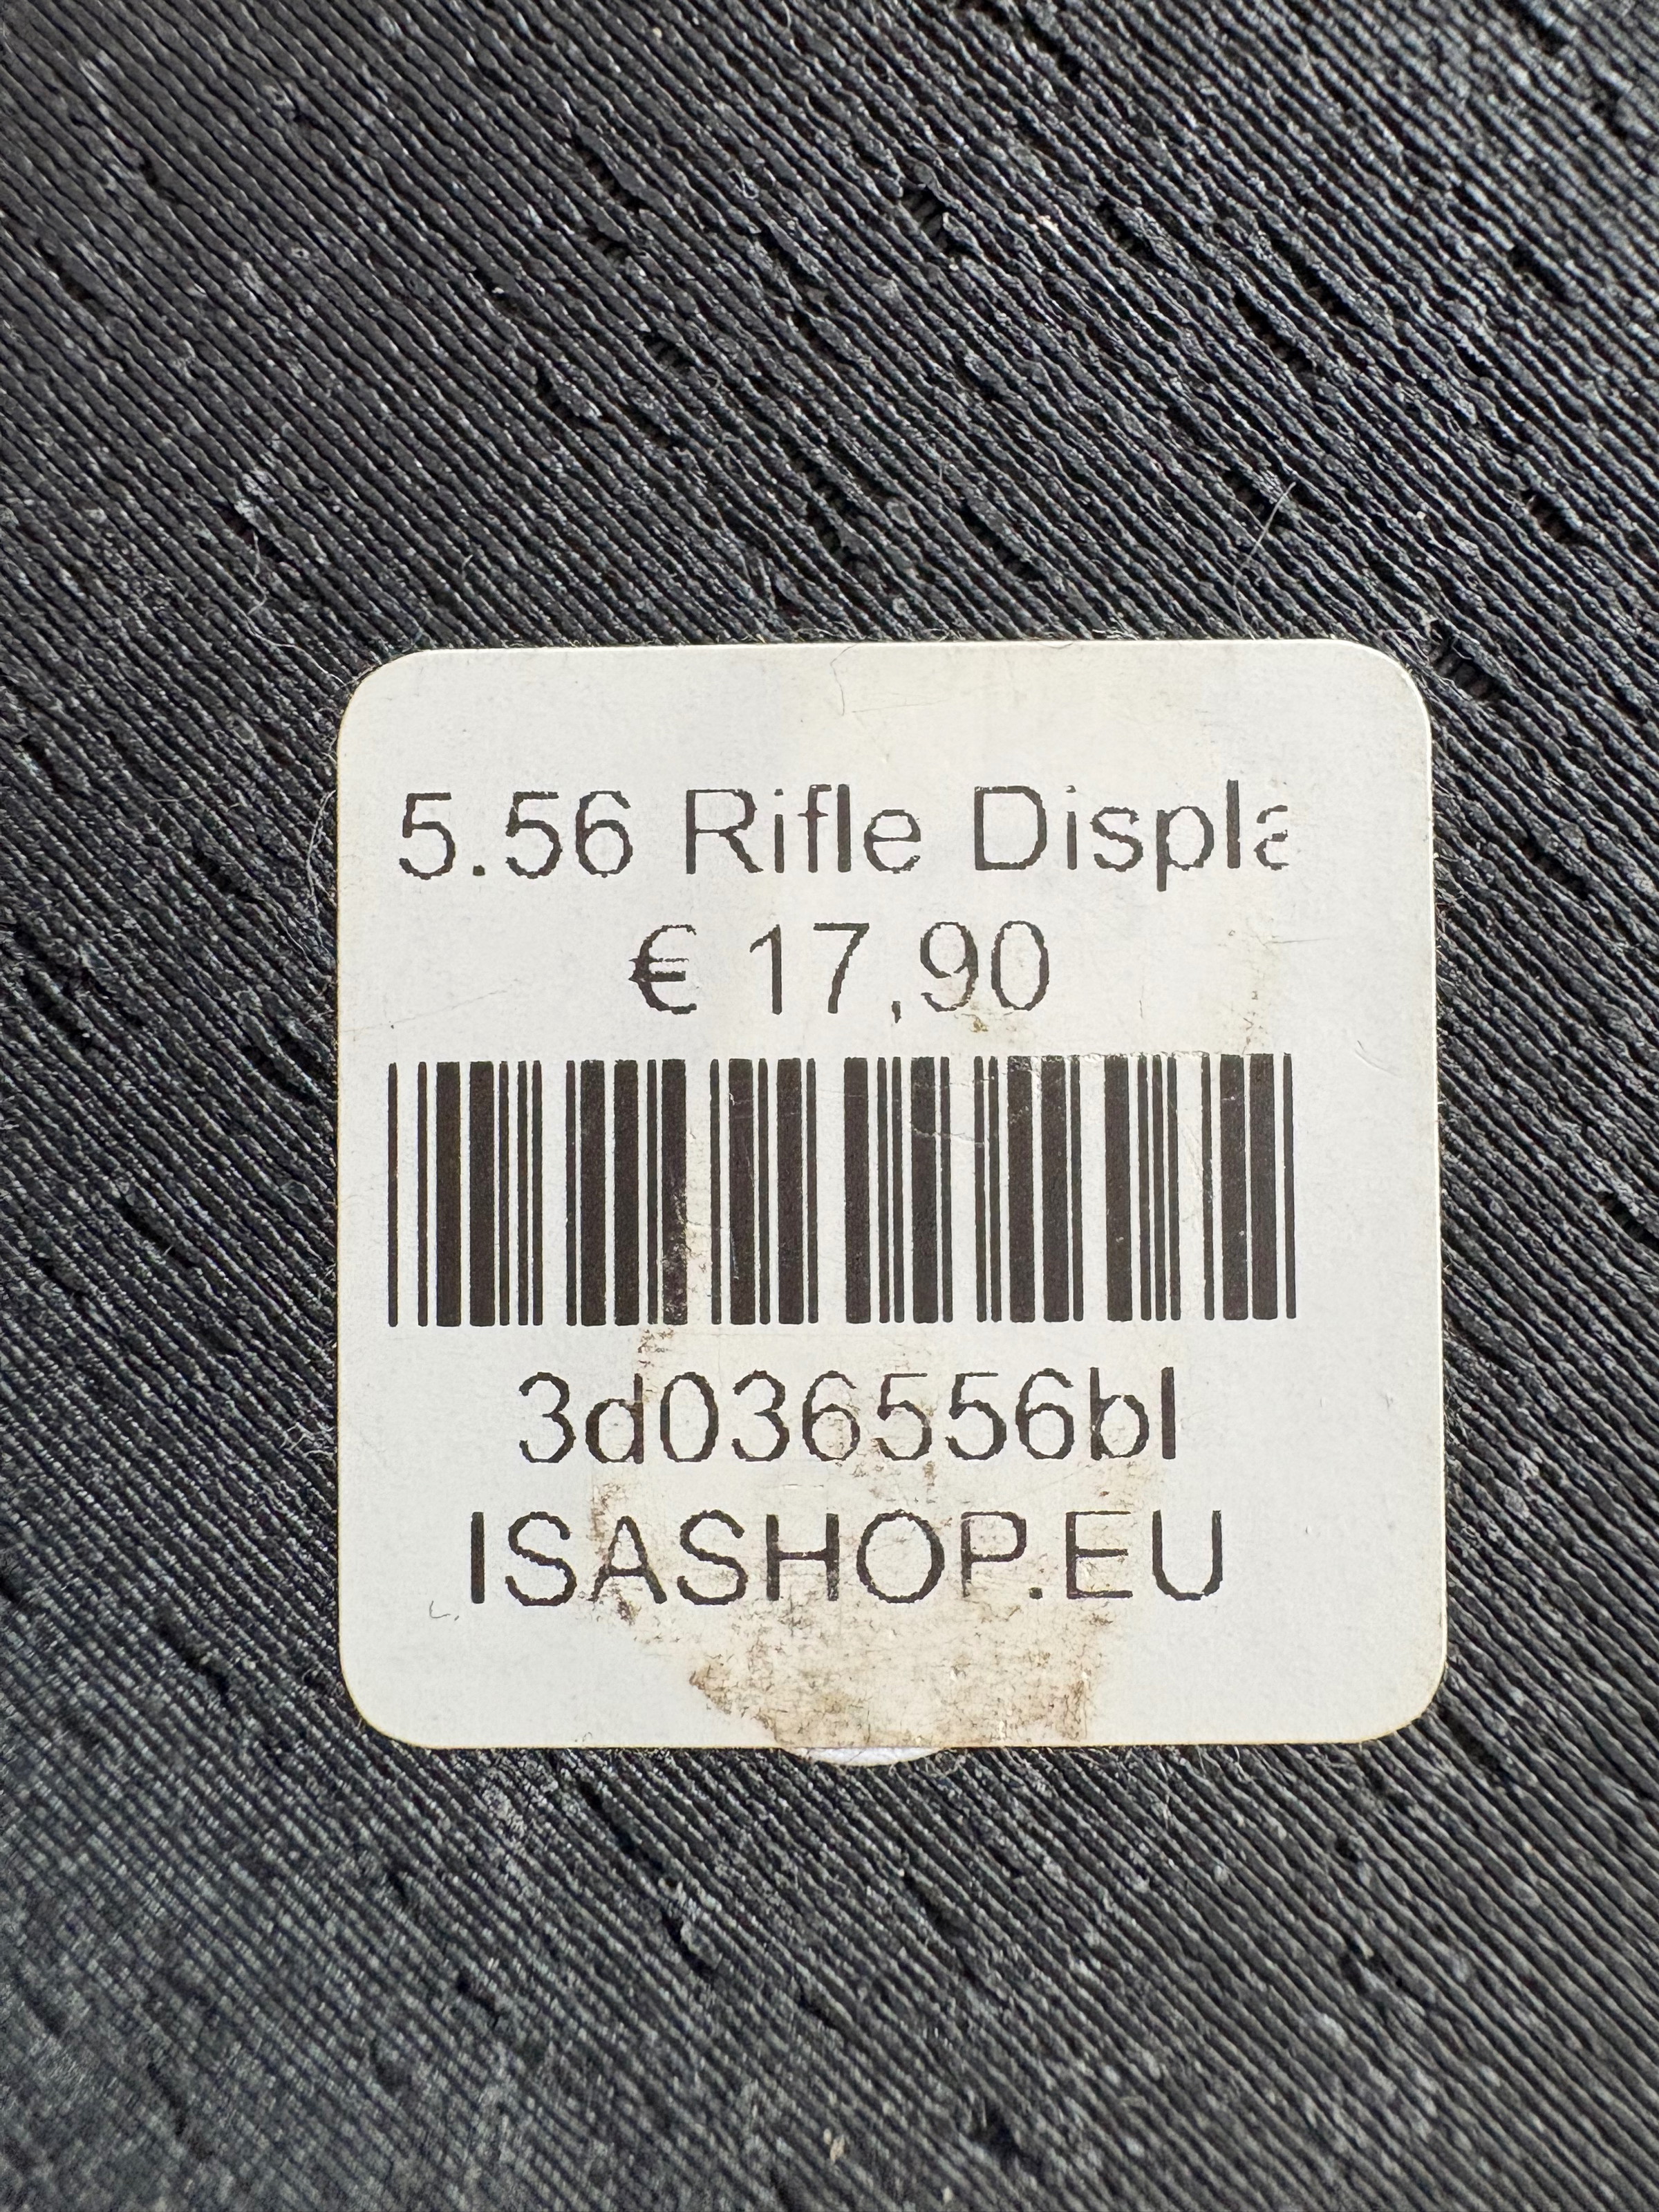 5.56 Rifle Displa
€ 17,90
3d036556bl
ISASHOP.EU